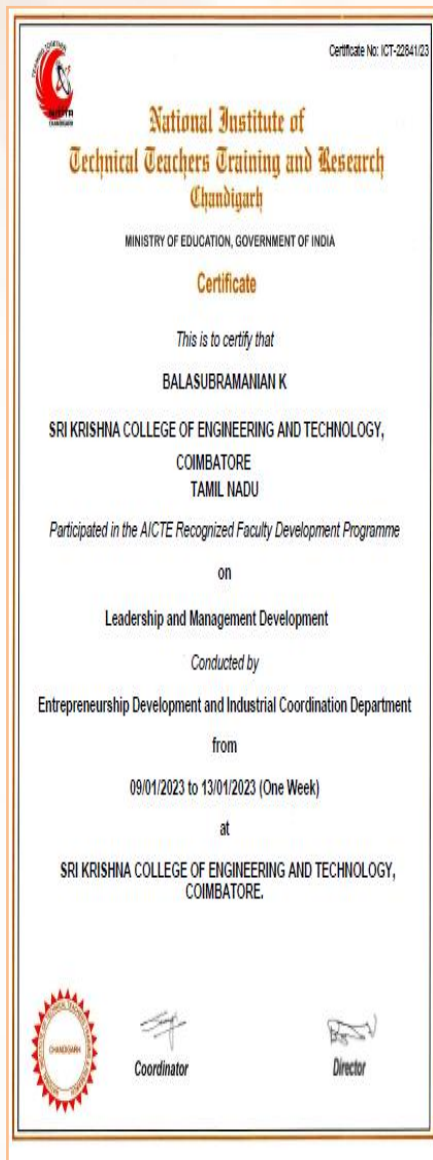 Certificate No: ICT-22841/23
National Institute of
Technical Teachers Training and Research
Chandigarh
MINISTRY OF EDUCATION, GOVERNMENT OF INDIA
Certificate
This is to certify that
BALASUBRAMANIAN K
SRI KRISHNA COLLEGE OF ENGINEERING AND TECHNOLOGY,
COIMBATORE
TAMIL NADU
Participated in the AICTE Recognized Faculty Development Programme
on
Leadership and Management Development
Conducted by
Entrepreneurship Development and Industrial Coordination Department
from
09/01/2023 to 13/01/2023 (One Week)
at
SRI KRISHNA COLLEGE OF ENGINEERING AND TECHNOLOGY,
COIMBATORE.
CHANDIGARH
Coordinator
Director